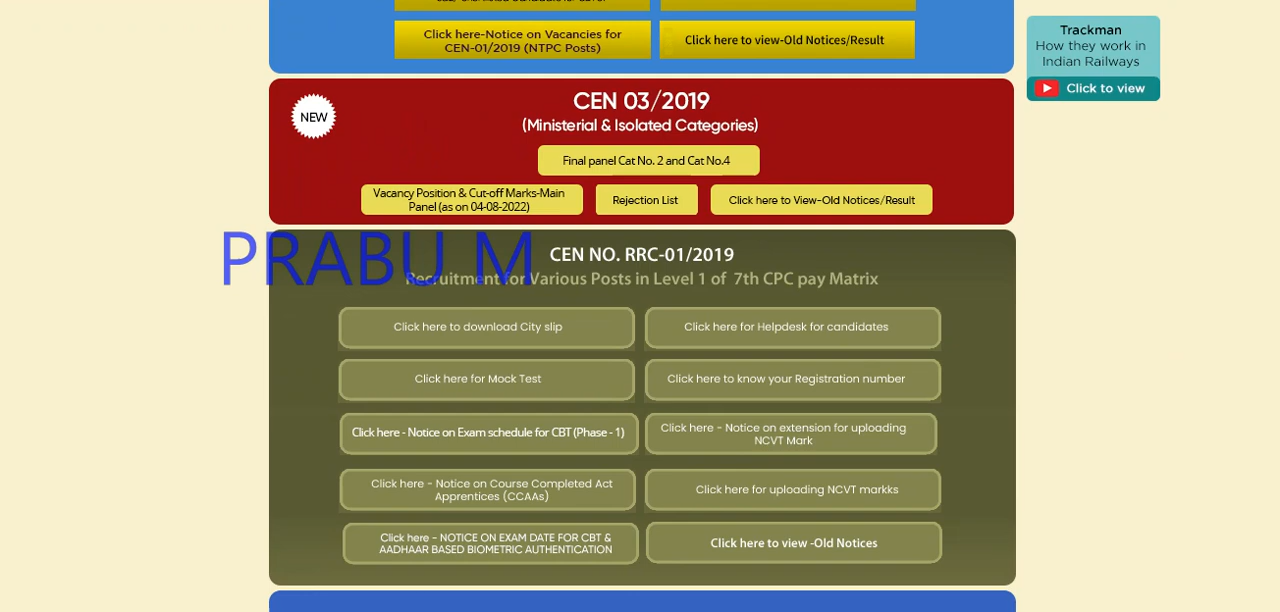 Click here-Notice on Vacancies for
CEN-01/2019 (NTPC Posts)
Click here to view-Old Notices/Result
Trackman
How they work in
Indian Railways
Click to view
NEW
CEN 03/2019
(Ministerial & Isolated Categories)
Final panel Cat No. 2 and Cat No.4
Vacancy Position & Cut-off Marks-Main
Panel (as on 04-08-2022)
Rejection List
Click here to View-Old Notices/Result
PRABU M
CEN NO. RRC-01/2019
Recruitment for Various Posts in Level 1 of 7th CPC pay Matrix
Click here to download City slip
Click here for Helpdesk for candidates
Click here for Mock Test
Click here to know your Registration number
Click here - Notice on Exam schedule for CBT (Phase - 1)
Click here - Notice on extension for uploading
NCVT Mark
Click here - Notice on Course Completed Act
Apprentices (CCAAs)
Click here for uploading NCVT markks
Click here - NOTICE ON EXAM DATE FOR CBT &
AADHAAR BASED BIOMETRIC AUTHENTICATION
Click here to view -Old Notices